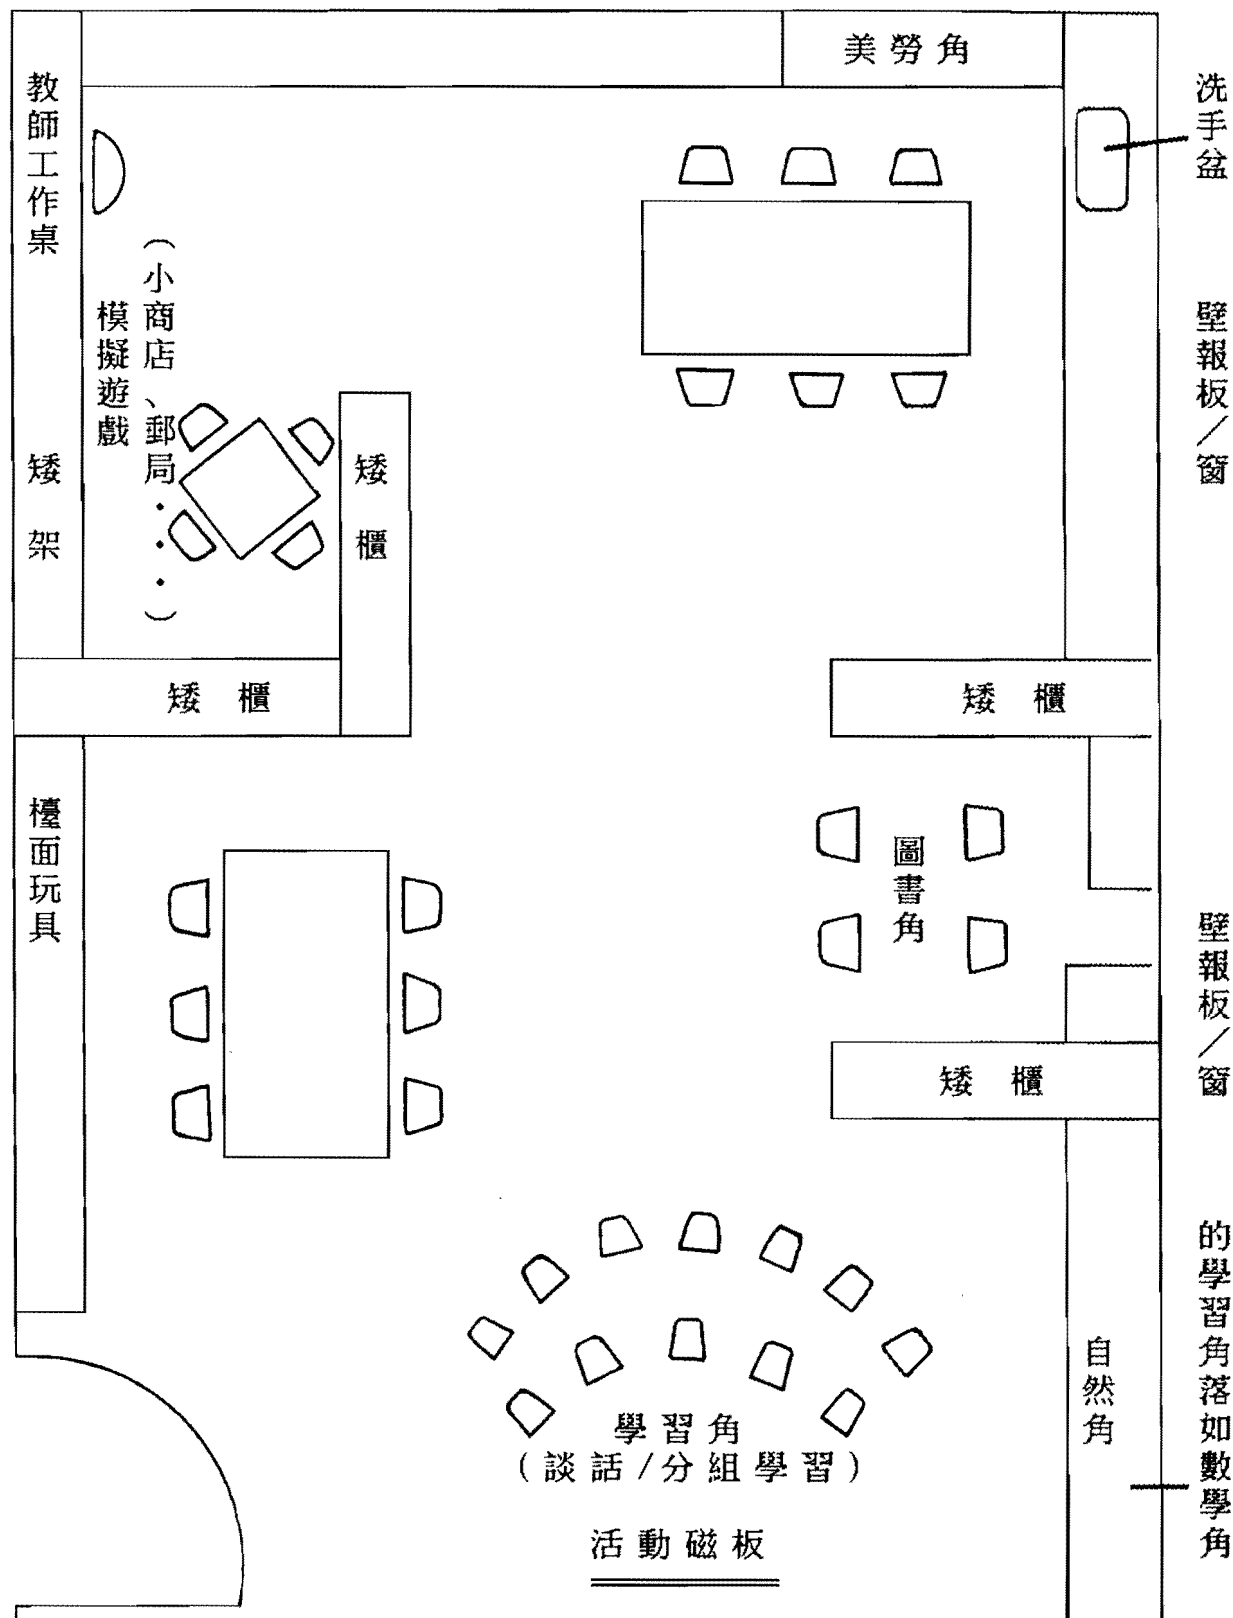 美勞角
教師工作桌
洗手盆
(小商店、郵局・・・)
模擬遊戲
壁報板／窗
矮架
矮櫃
矮櫃
矮櫃
檯面玩具
圖書角
壁報板／窗
矮櫃
的學習角落如數學角
自然角
學習角
(談話/分組學習)
活動磁板